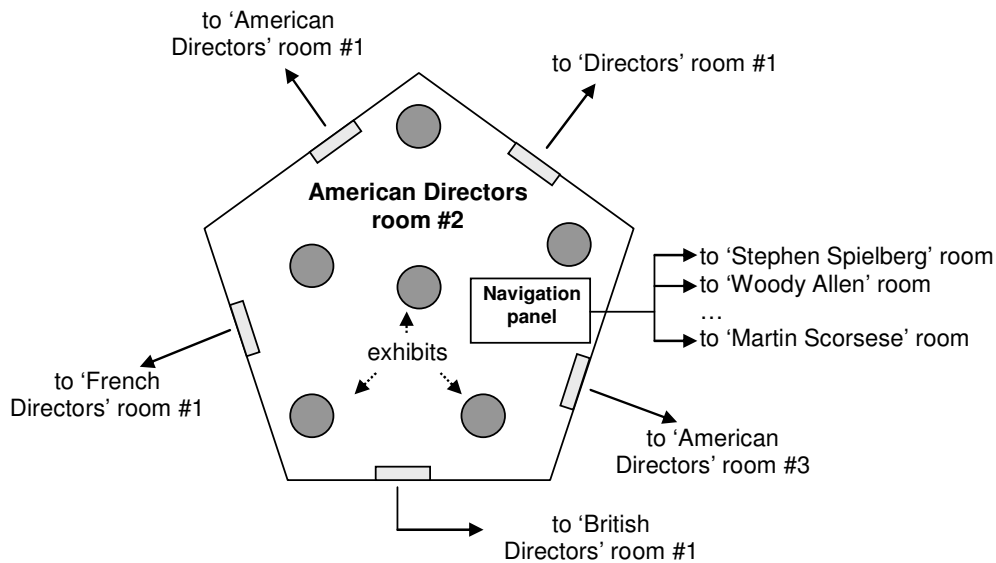 to ‘American
Directors’ room #1
to ‘Directors’ room #1
American Directors
room #2
to ‘Stephen Spielberg’ room
to ‘Woody Allen’ room
…
to ‘Martin Scorsese’ room
Navigation
panel
exhibits
to ‘French
Directors’ room #1
to ‘American
Directors’ room #3
to ‘British
Directors’ room #1